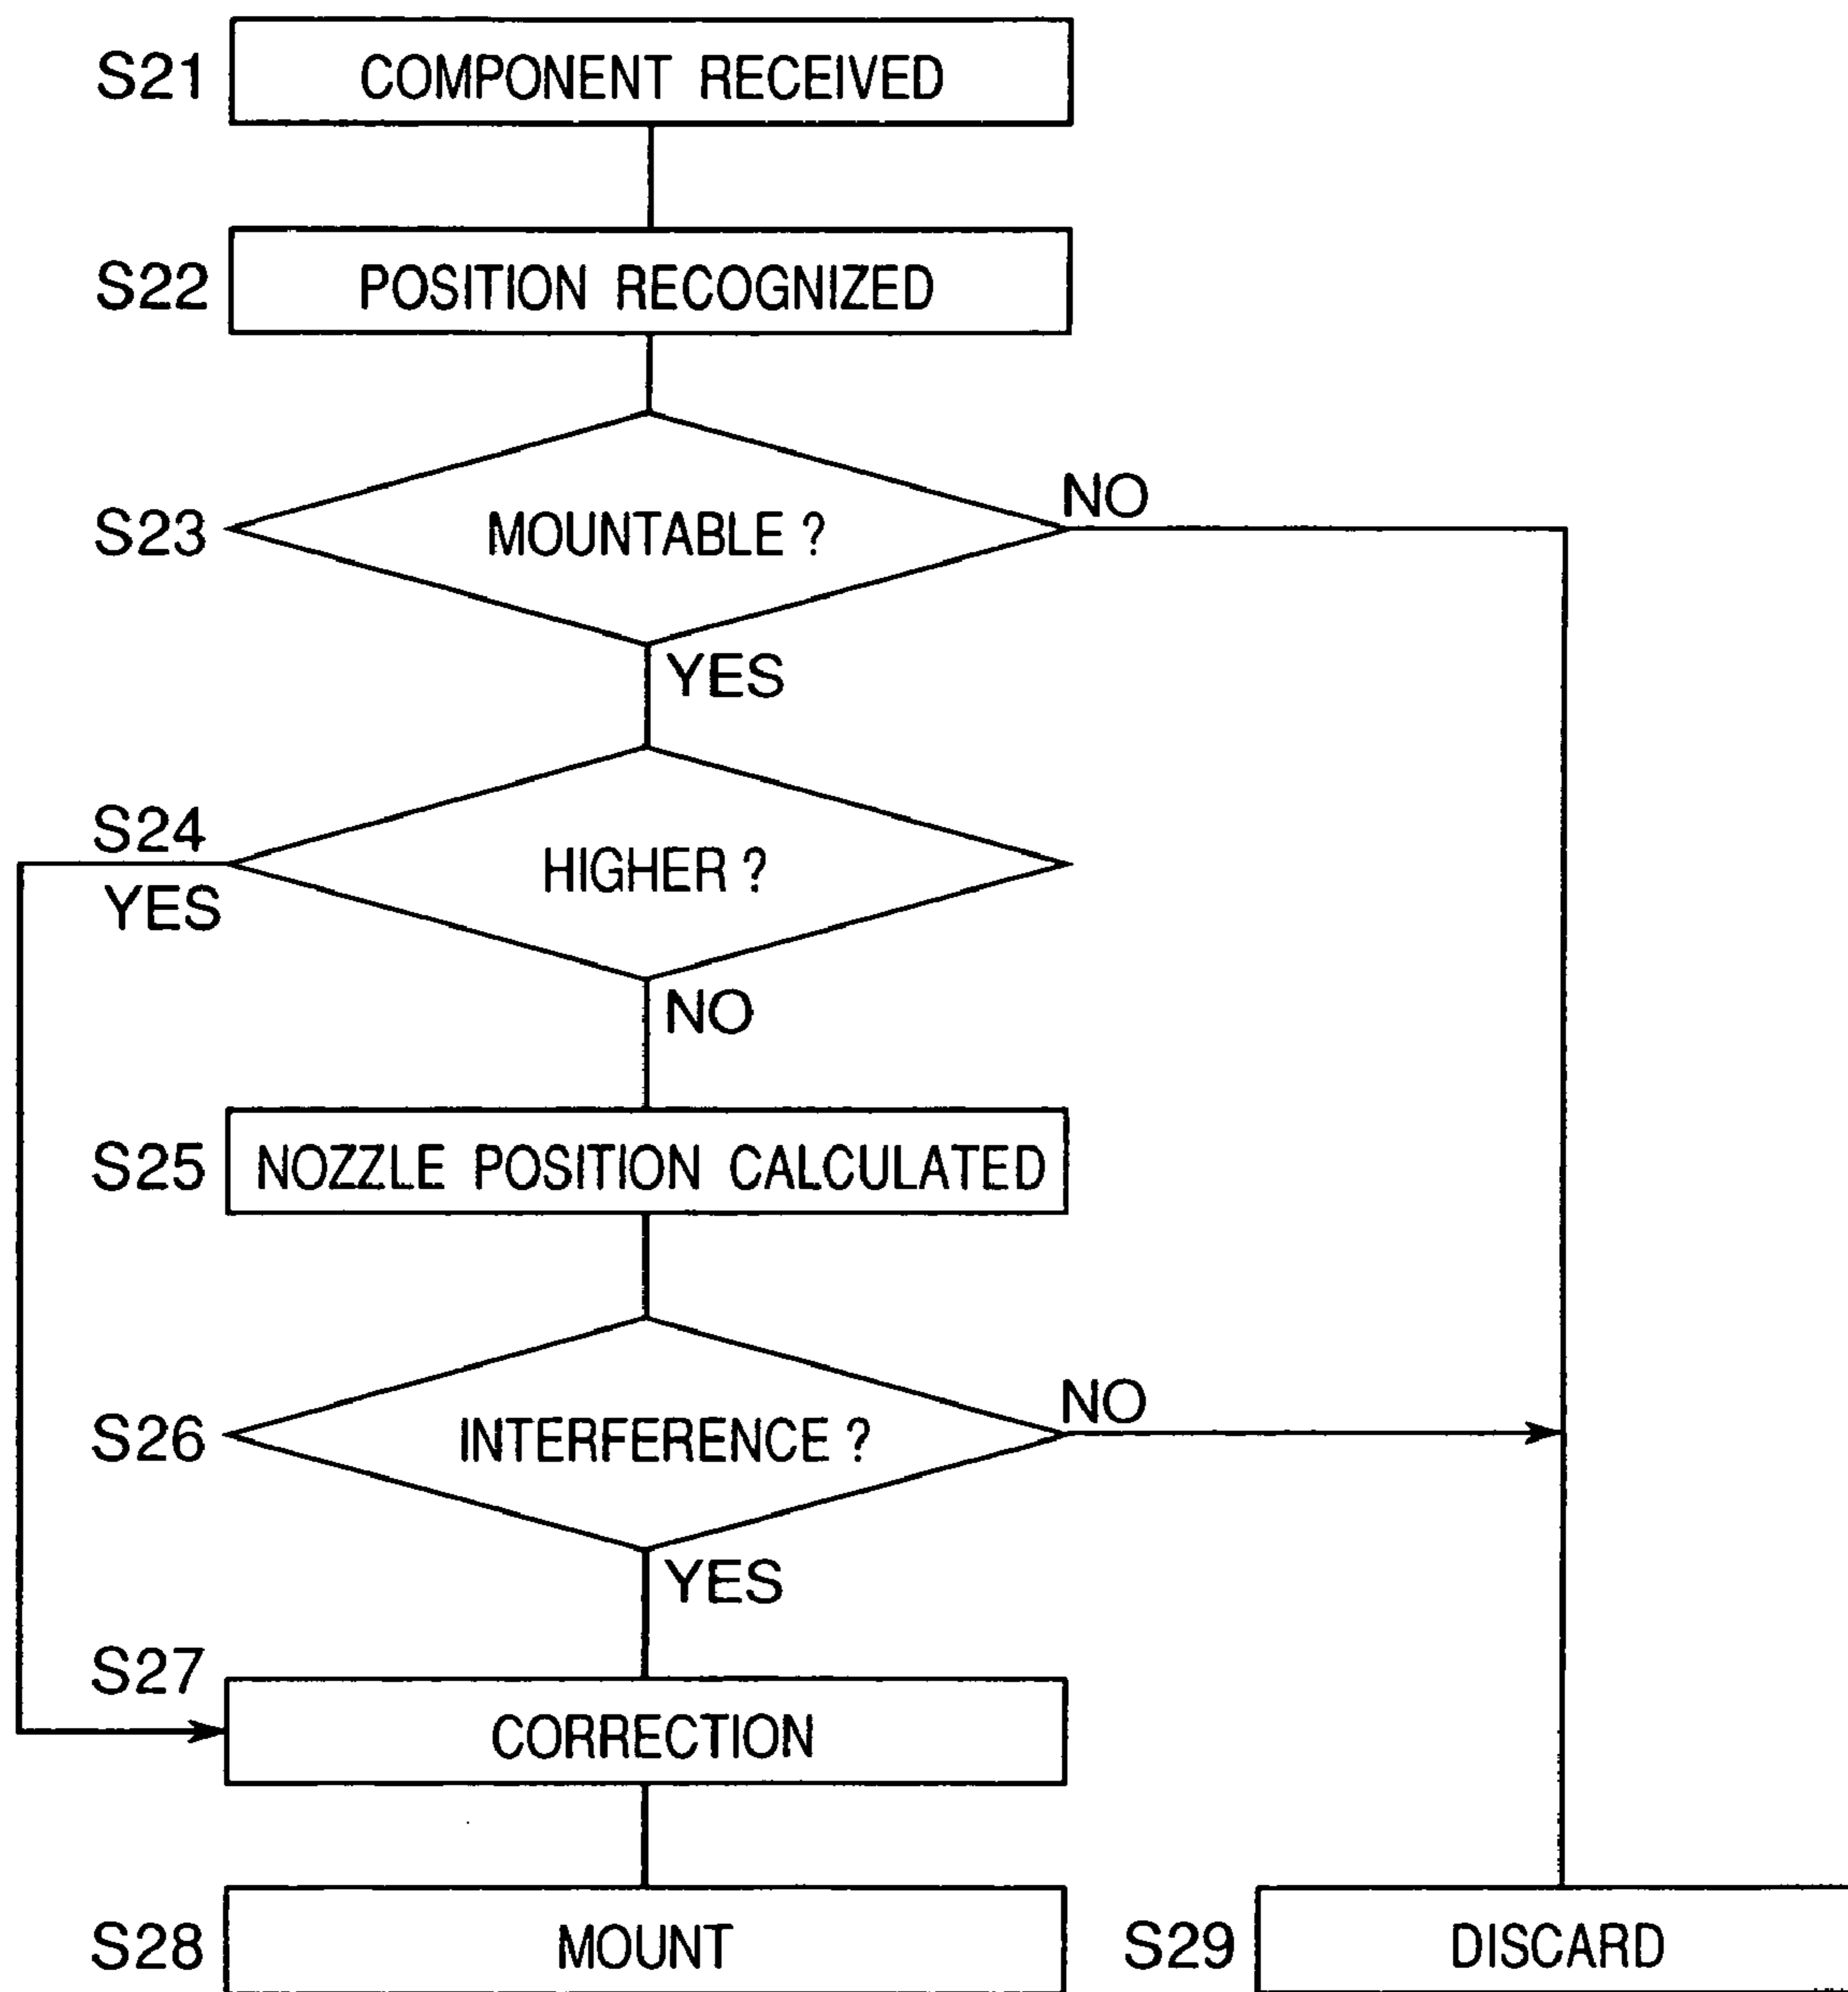 S21 COMPONENT RECEIVED
S22 POSITION RECOGNIZED
S23 MOUNTABLE ? NO
YES
S24 HIGHER ?
YES
NO
S25 NOZZLE POSITION CALCULATED
S26 INTERFERENCE ? NO
YES
S27 CORRECTION
S28 MOUNT
S29 DISCARD